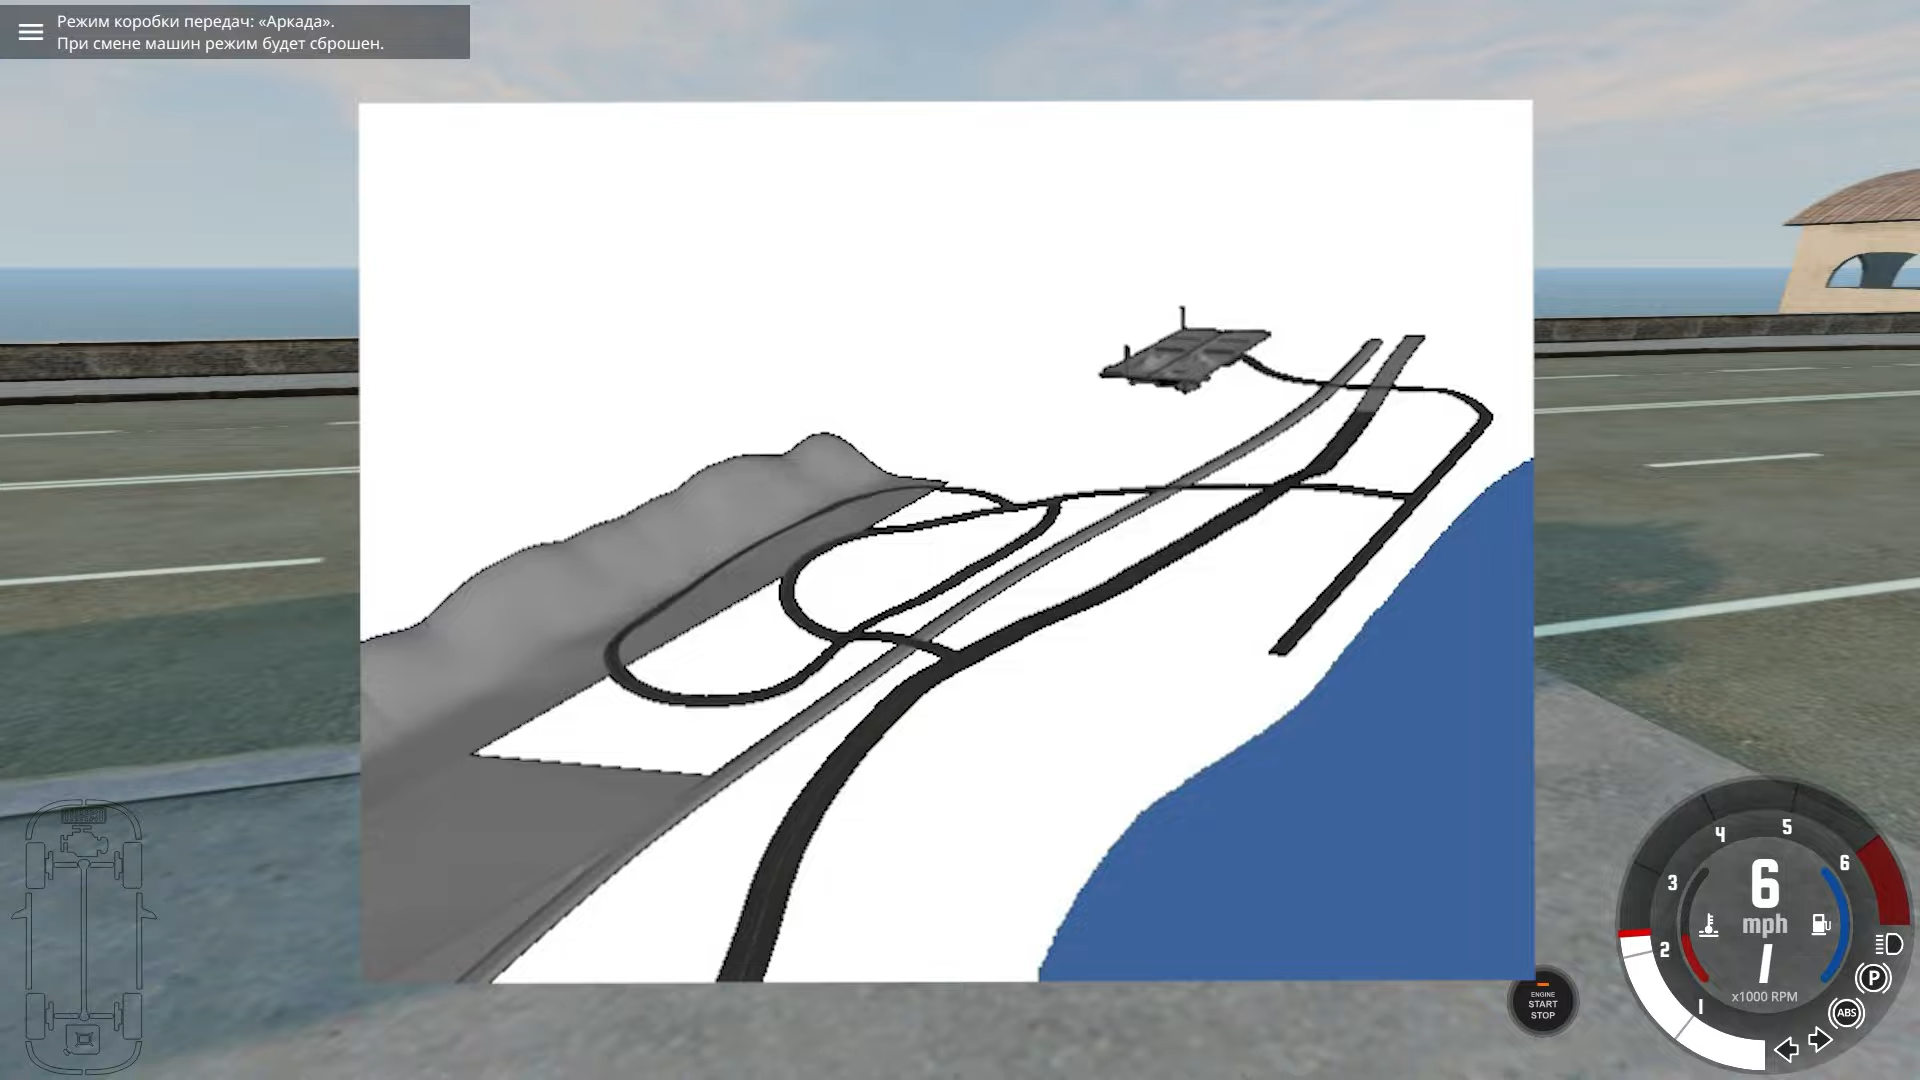 Режим коробки передач: «Аркада».
При смене машин режим будет сброшен.
4
5
3
6
6
mph
2
1
1
x1000 RPM
ENGINE
START
STOP
P
ABS